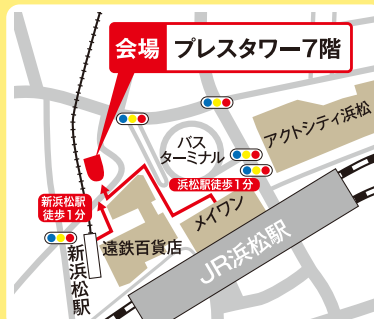 会場 プレスタワー7階
アクトシティ浜松
バス
ターミナル
新浜松駅
徒歩1分
浜松駅徒歩1分
メイワン
遠鉄百貨店
JR浜松駅
新浜松駅